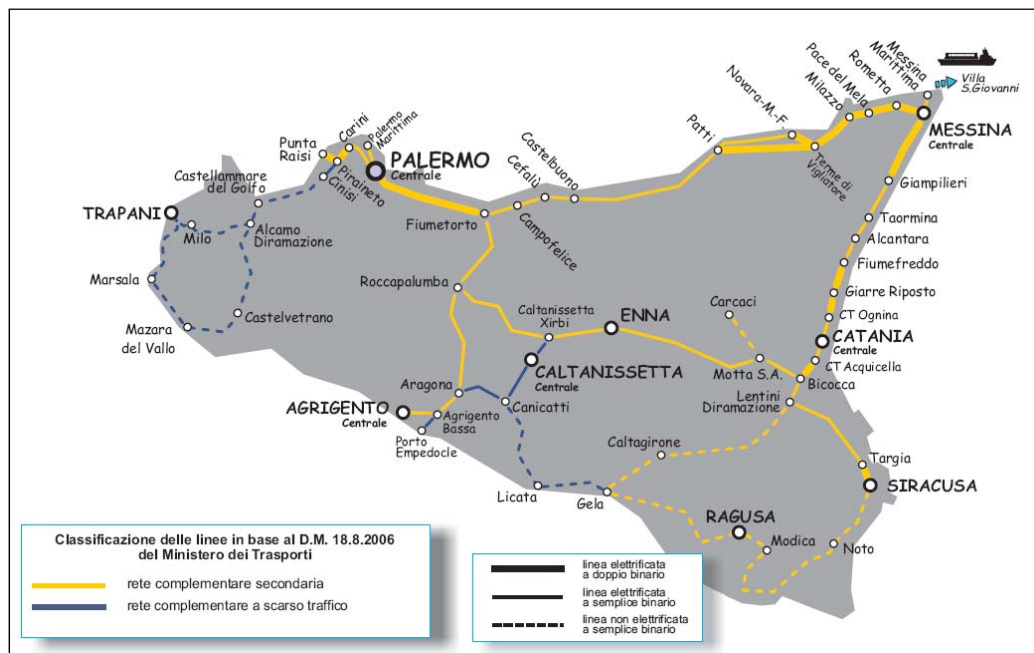 Messina
Marittima
Rometta
Pace del Mela
Milazzo
Novara-M.-F.
Patti
Villa
S.Giovanni
MESSINA
Centrale
Terme di
Vigliatore
Giampilieri
Punta
Raisi
Carini
Palermo
Marittima
PALERMO
Centrale
Piraineto
Cinisi
Castellammare
del Golfo
Castelbuono
Cefalù
Campofelice
Fiumetorto
TRAPANI
Milo
Alcamo
Diramazione
Taormina
Alcantara
Fiumefreddo
Marsala
Roccapalumba
Giarre Riposto
Castelvetrano
Mazara
del Vallo
Caltanissetta
Xirbi
ENNA
Carcaci
CT Ognina
CATANIA
Centrale
CT Acquicella
CALTANISSETTA
Centrale
Motta S.A.
Bicocca
Aragona
Canicatti
Lentini
Diramazione
AGRIGENTO
Centrale
Agrigento
Bassa
Porto
Empedocle
Caltagirone
Targia
SIRACUSA
Licata
Gela
RAGUSA
Modica
Noto
Classificazione delle linee in base al D.M. 18.8.2006
del Ministero dei Trasporti
rete complementare secondaria
rete complementare a scarso traffico
linea elettrificata
a doppio binario
linea elettrificata
a semplice binario
linea non elettrificata
a semplice binario